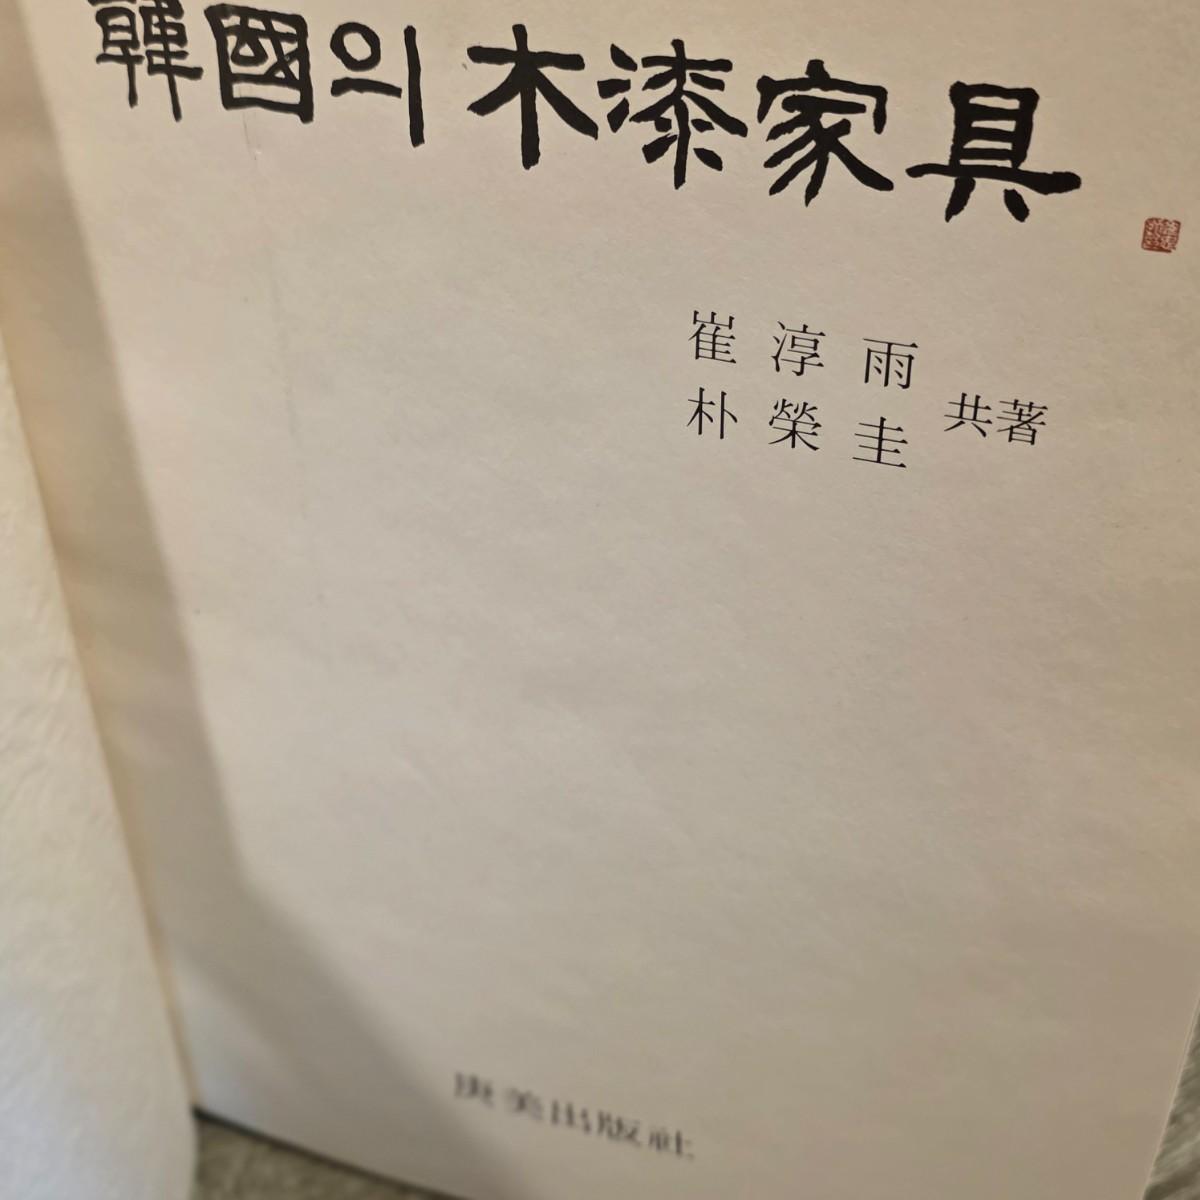 韓國의 木漆家具
崔淳雨
朴榮圭 共著
庚美出版社